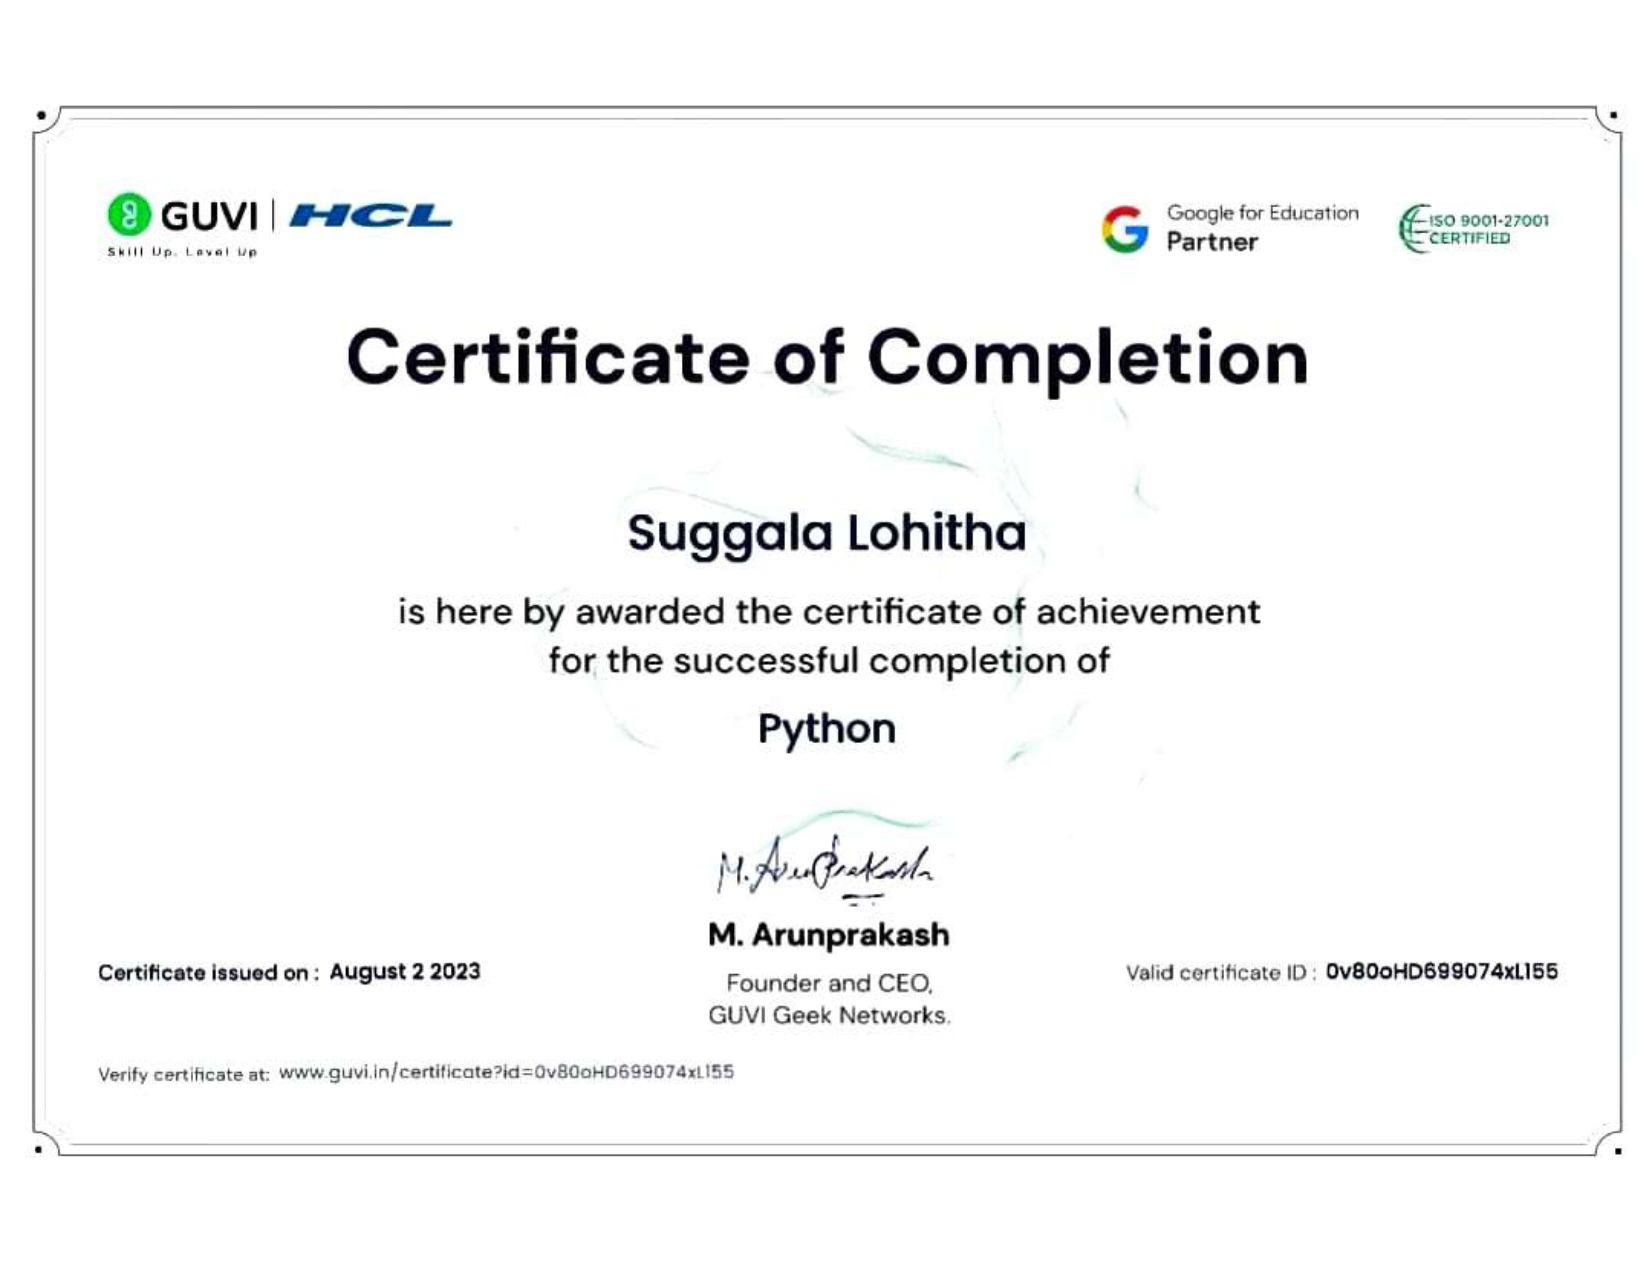 GUVI | HCL
Skill Up. Level Up
Google for Education
Partner
ISO 9001-27001
CERTIFIED
Certificate of Completion
Suggala Lohitha
is here by awarded the certificate of achievement
for the successful completion of
Python
M. Arunprakash
M. Arunprakash
Founder and CEO,
GUVI Geek Networks.
Certificate issued on : August 2 2023
Valid certificate ID : 0v80oHD699074xL155
Verify certificate at: www.guvi.in/certificate?id=0v80oHD699074xL155